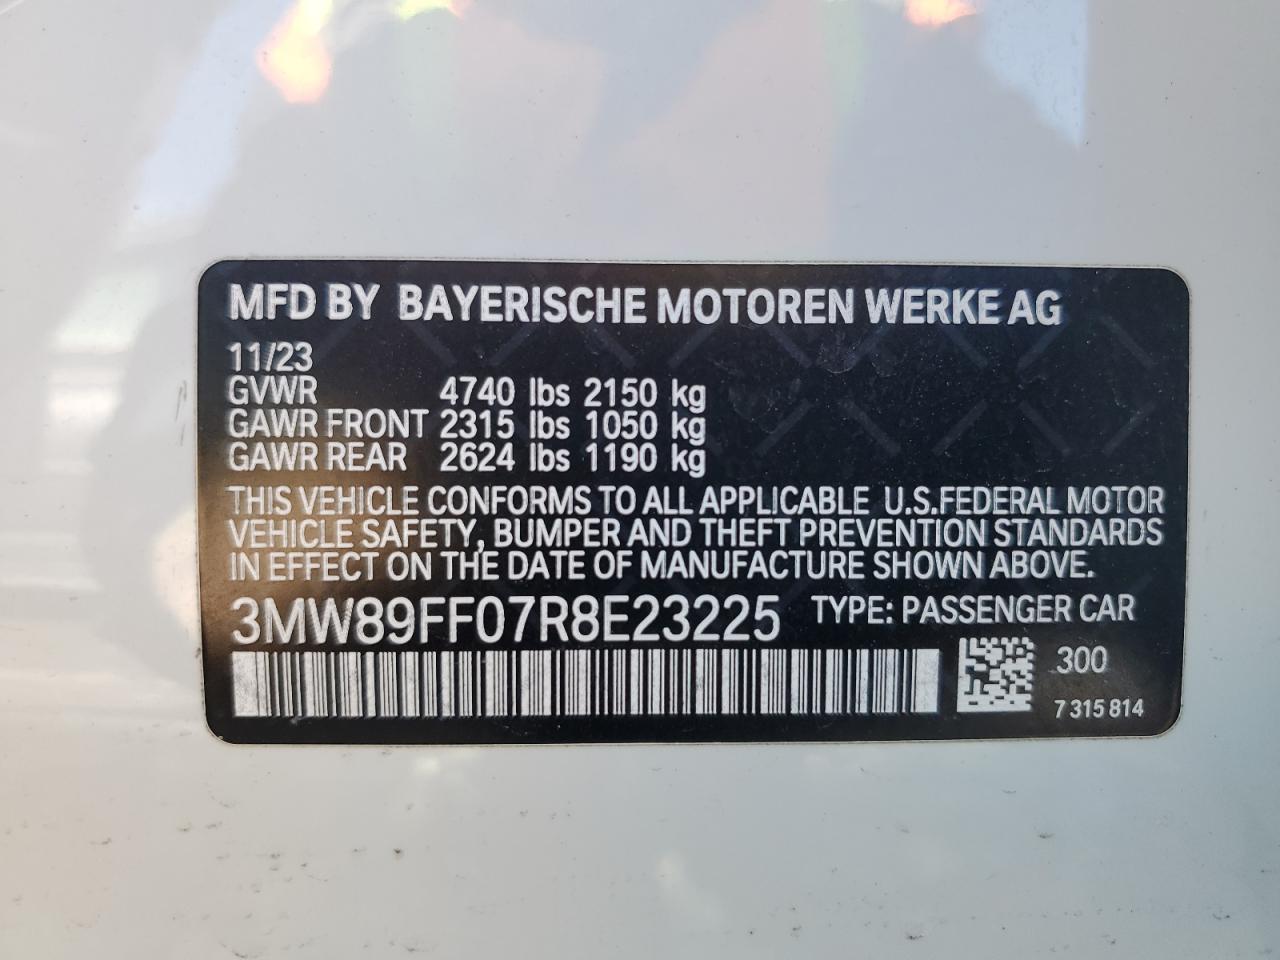 MFD BY BAYERISCHE MOTOREN WERKE AG
11/23
GVWR 4740 lbs 2150 kg
GAWR FRONT 2315 lbs 1050 kg
GAWR REAR 2624 lbs 1190 kg
THIS VEHICLE CONFORMS TO ALL APPLICABLE U.S.FEDERAL MOTOR
VEHICLE SAFETY, BUMPER AND THEFT PREVENTION STANDARDS
IN EFFECT ON THE DATE OF MANUFACTURE SHOWN ABOVE.
3MW89FF07R8E23225 TYPE: PASSENGER CAR
300
7 315 814